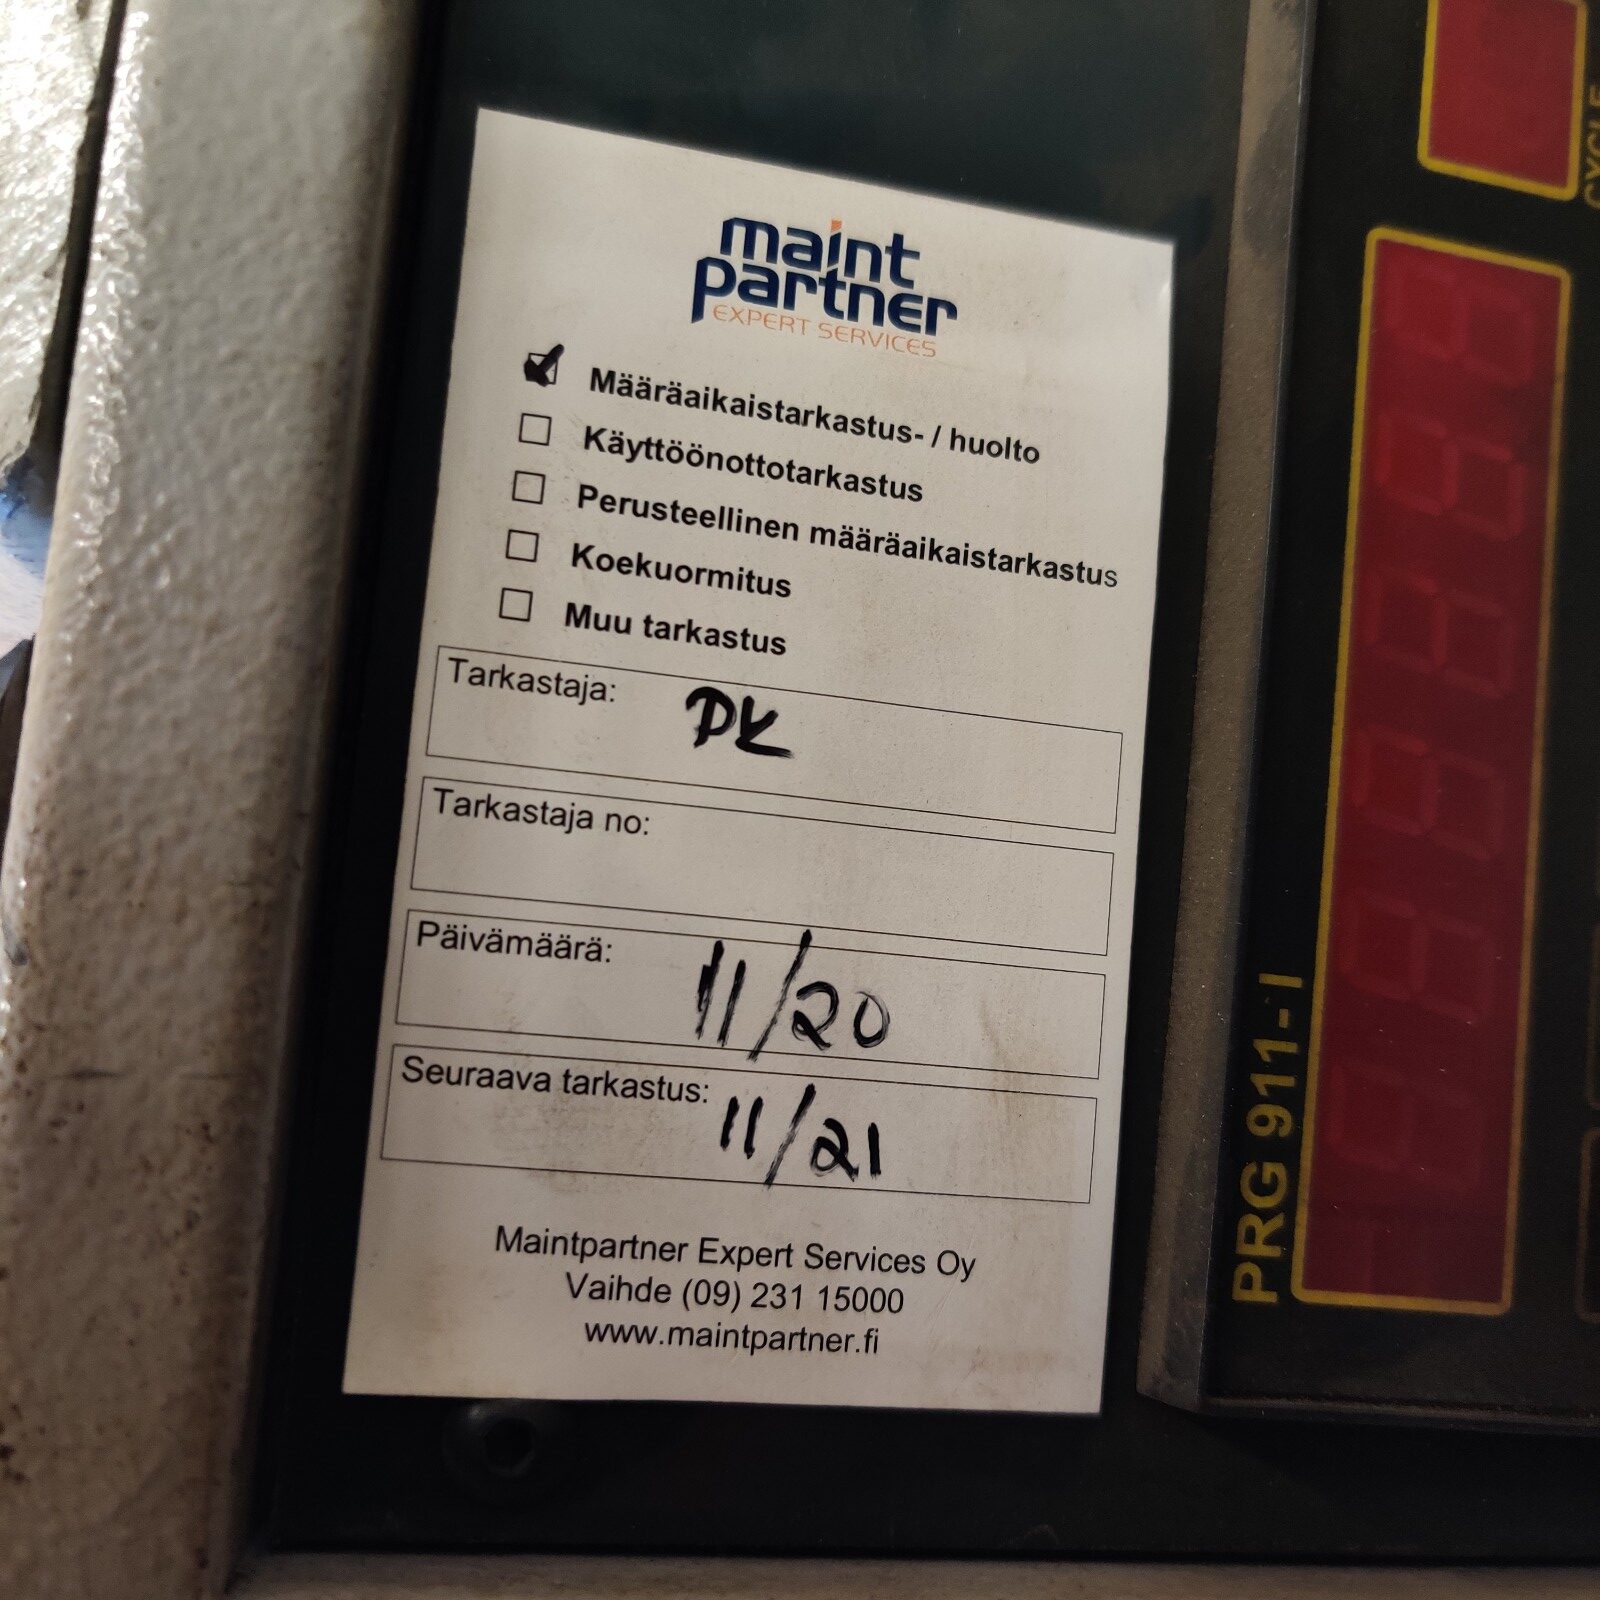 maint
partner
EXPERT SERVICES
Määräaikaistarkastus- / huolto
Käyttöönottotarkastus
Perusteellinen määräaikaistarkastus
Koekuormitus
Muu tarkastus
Tarkastaja: PK
Tarkastaja no:
Päivämäärä: 11/20
Seuraava tarkastus: 11/21
Maintpartner Expert Services Oy
Vaihde (09) 231 15000
www.maintpartner.fi
PRG 911-I
CYCLE